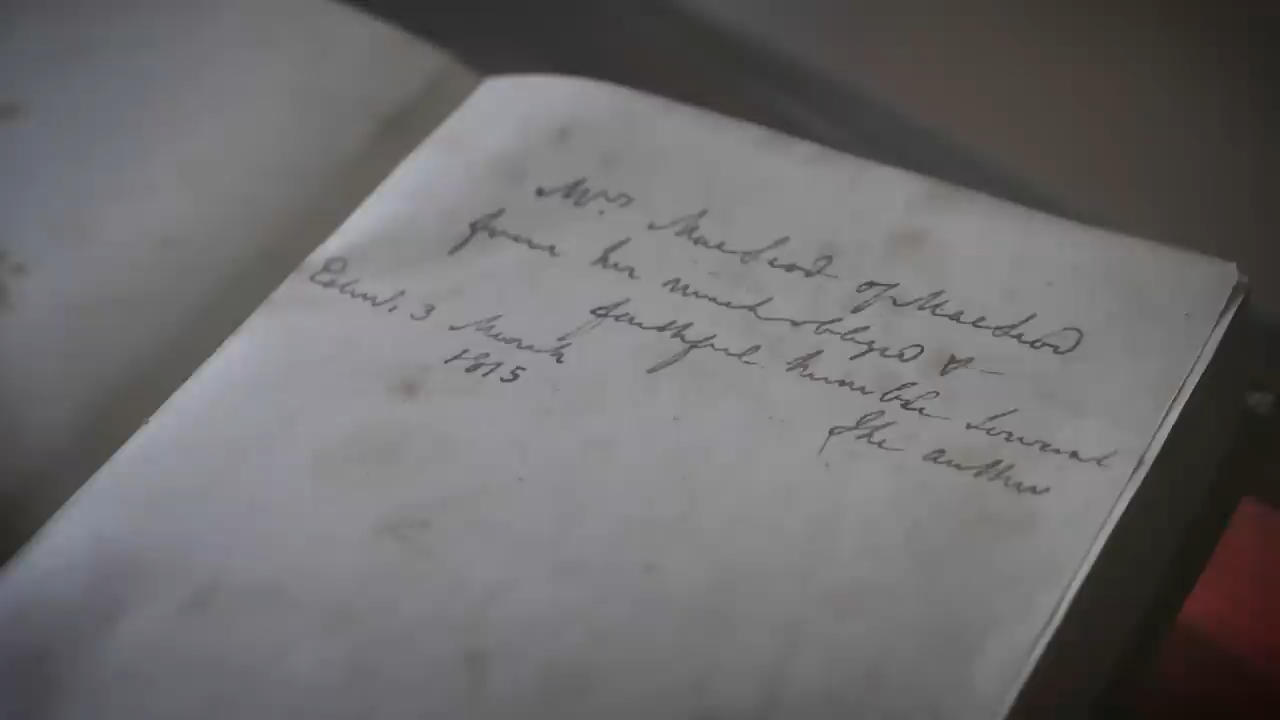 Mrs MacLeod of MacLeod
from her much obliged &
faithful humble Servant
The author
Edinr. 3 March
1815